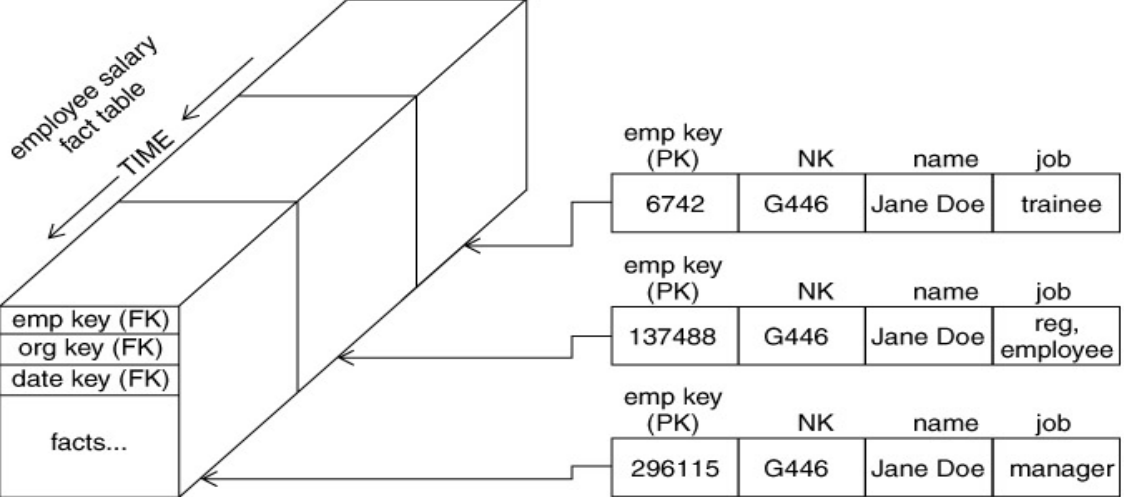 employee salary
fact table
TIME
emp key (FK)
org key (FK)
date key (FK)
facts...
emp key
(PK) NK name job
6742 G446 Jane Doe trainee
emp key
(PK) NK name job
137488 G446 Jane Doe reg,
employee
emp key
(PK) NK name job
296115 G446 Jane Doe manager